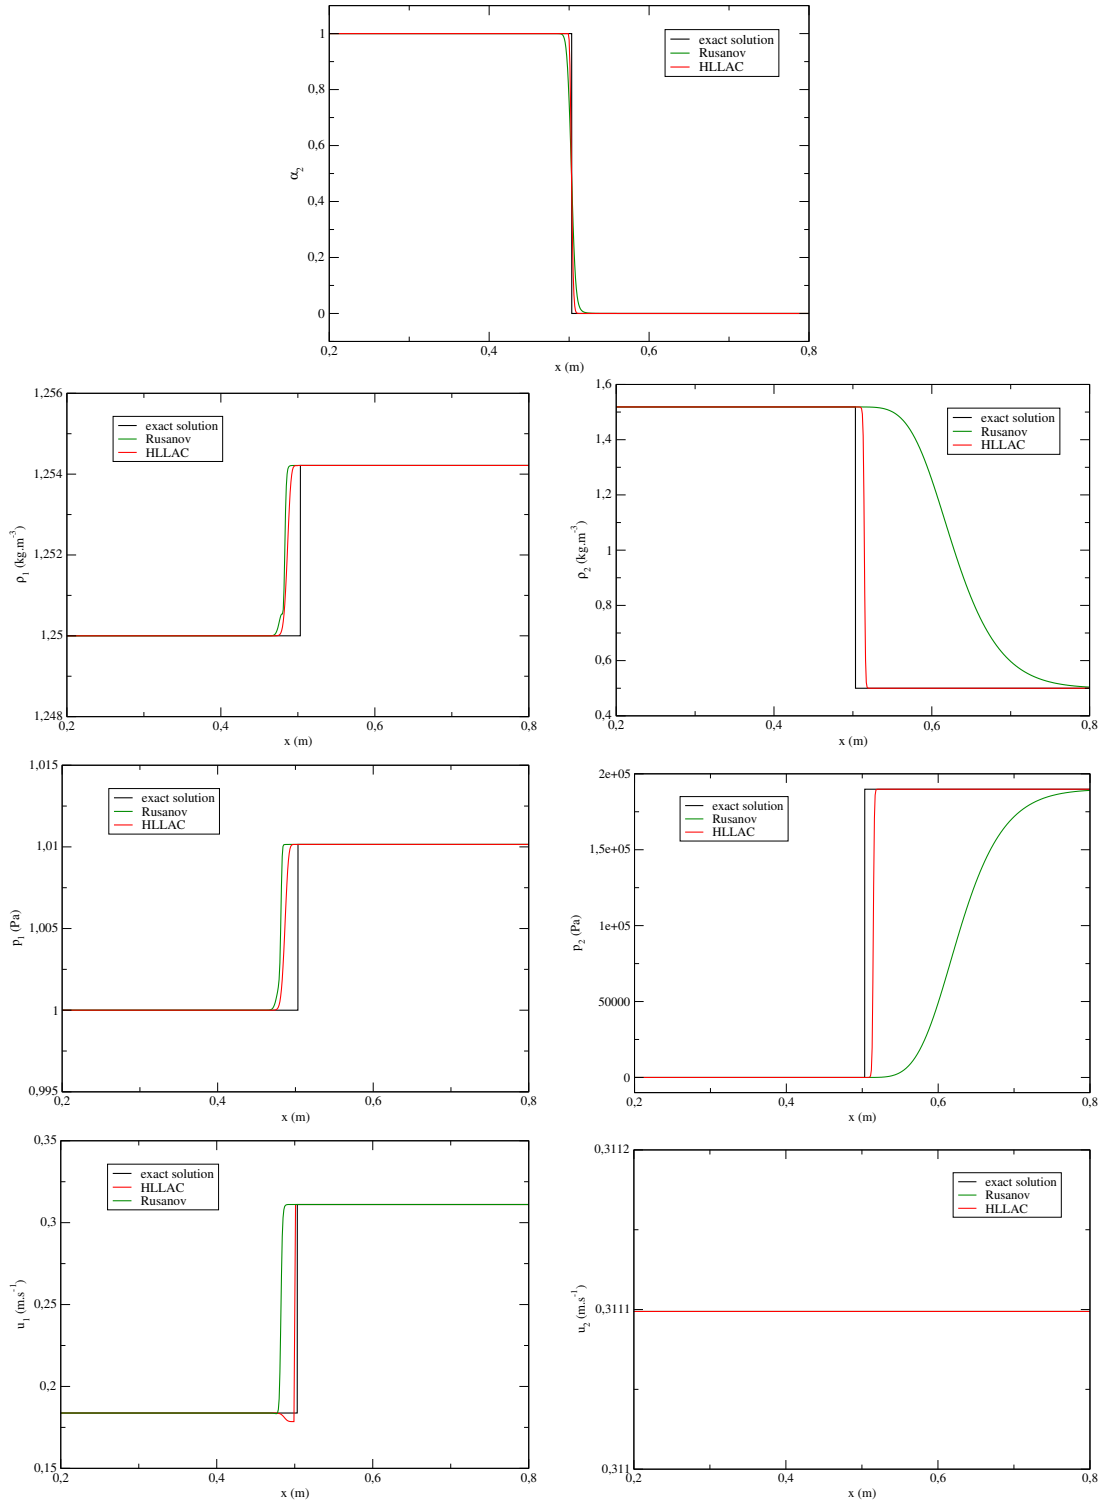 1
0,8
0,6
0,4
0,2
0
α2
exact solution
Rusanov
HLLAC
0,2
0,4
0,6
0,8
x (m)
1,256
1,254
1,252
1,25
1,248
ρ1 (kg.m-3)
exact solution
Rusanov
HLLAC
0,2
0,4
0,6
0,8
x (m)
1,6
1,4
1,2
1
0,8
0,6
0,4
ρ2 (kg.m-3)
exact solution
Rusanov
HLLAC
0,2
0,4
0,6
0,8
x (m)
1,015
1,01
1,005
1
0,995
p1 (Pa)
exact solution
Rusanov
HLLAC
0,2
0,4
0,6
0,8
x (m)
2e+05
1,5e+05
1e+05
50000
0
p2 (Pa)
exact solution
Rusanov
HLLAC
0,2
0,4
0,6
0,8
x (m)
0,35
0,3
0,25
0,2
0,15
u1 (m.s-1)
exact solution
HLLAC
Rusanov
0,2
0,4
0,6
0,8
x (m)
0,3112
0,3111
0,311
u2 (m.s-1)
exact solution
Rusanov
HLLAC
0,2
0,4
0,6
0,8
x (m)